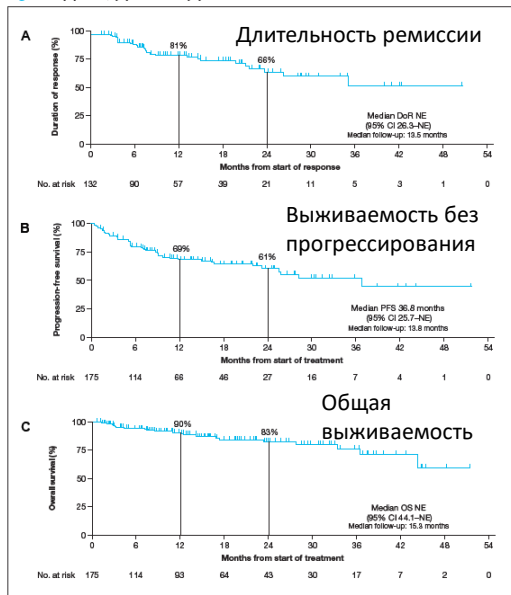 A
Длительность ремиссии
Duration of response (%)
100
75
50
25
0
81%
66%
Median DoR NE
(95% CI 26.3–NE)
Median follow-up: 13.5 months
0 6 12 18 24 30 36 42 48 54
Months from start of response
No. at risk 132 90 57 39 21 11 5 3 1 0
B
Выживаемость без
прогрессирования
Progression-free survival (%)
100
75
50
25
0
69%
61%
Median PFS 36.8 months
(95% CI 25.7–NE)
Median follow-up: 13.8 months
0 6 12 18 24 30 36 42 48 54
Months from start of treatment
No. at risk 175 114 66 46 27 16 7 4 1 0
C
Общая
выживаемость
Overall survival (%)
100
75
50
25
0
90%
83%
Median OS NE
(95% CI 44.1–NE)
Median follow-up: 15.3 months
0 6 12 18 24 30 36 42 48 54
Months from start of treatment
No. at risk 175 114 93 64 43 30 17 7 2 0